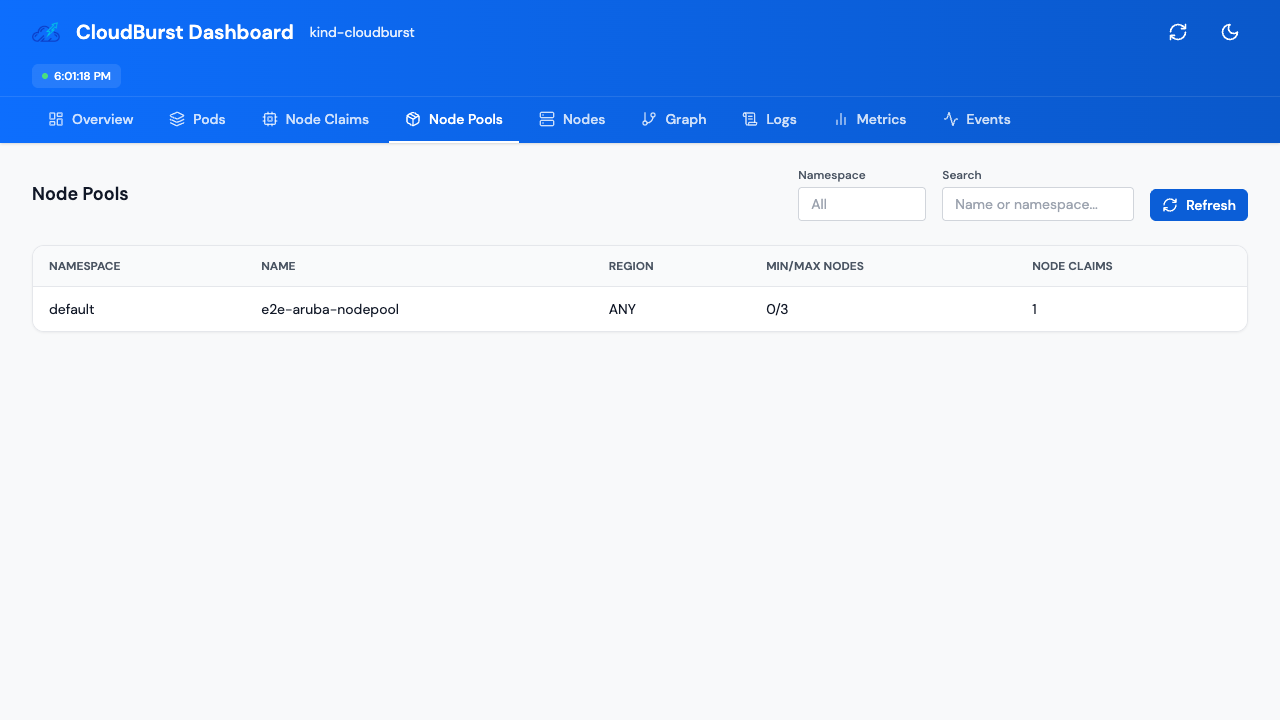 CloudBurst Dashboard kind-cloudburst
6:01:18 PM
Overview Pods Node Claims Node Pools Nodes Graph Logs Metrics Events
Node Pools
Namespace Search
All Name or namespace... Refresh
NAMESPACE NAME REGION MIN/MAX NODES NODE CLAIMS
default e2e-aruba-nodepool ANY 0/3 1